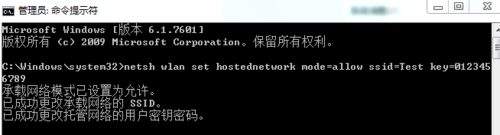 管理员: 命令提示符
Microsoft Windows [版本 6.1.7601]
版权所有 (c) 2009 Microsoft Corporation。保留所有权利。
C:\Windows\system32>netsh wlan set hostednetwork mode=allow ssid=Test key=012345
6789
承载网络模式已设置为允许。
已成功更改承载网络的 SSID。
已成功更改托管网络的用户密钥密码。